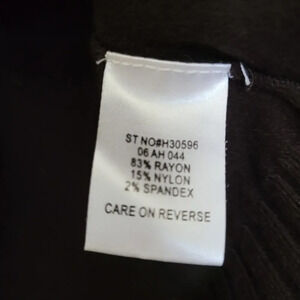 ST NO#H30596
06 AH 044
83% RAYON
15% NYLON
2% SPANDEX
CARE ON REVERSE